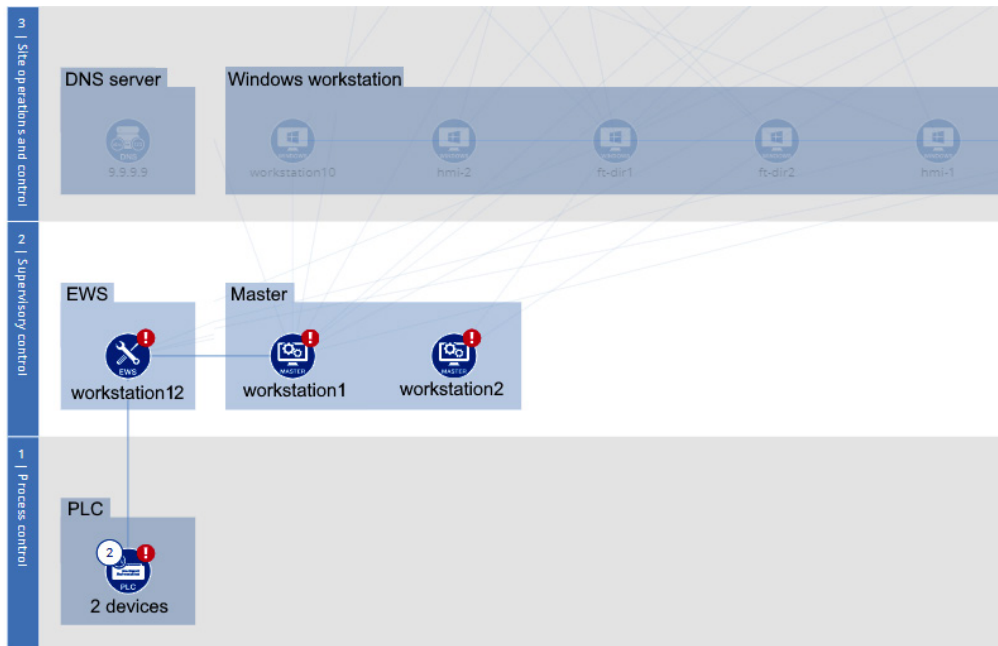 3 | Site operations and control
DNS server
Windows workstation
DNS
9.9.9.9
workstation10
hmi-2
ft-dir1
ft-dir2
hmi-1
2 | Supervisory control
EWS
Master
EWS
MASTER
MASTER
workstation12
workstation1
workstation2
1 | Process control
PLC
2
PLC
2 devices